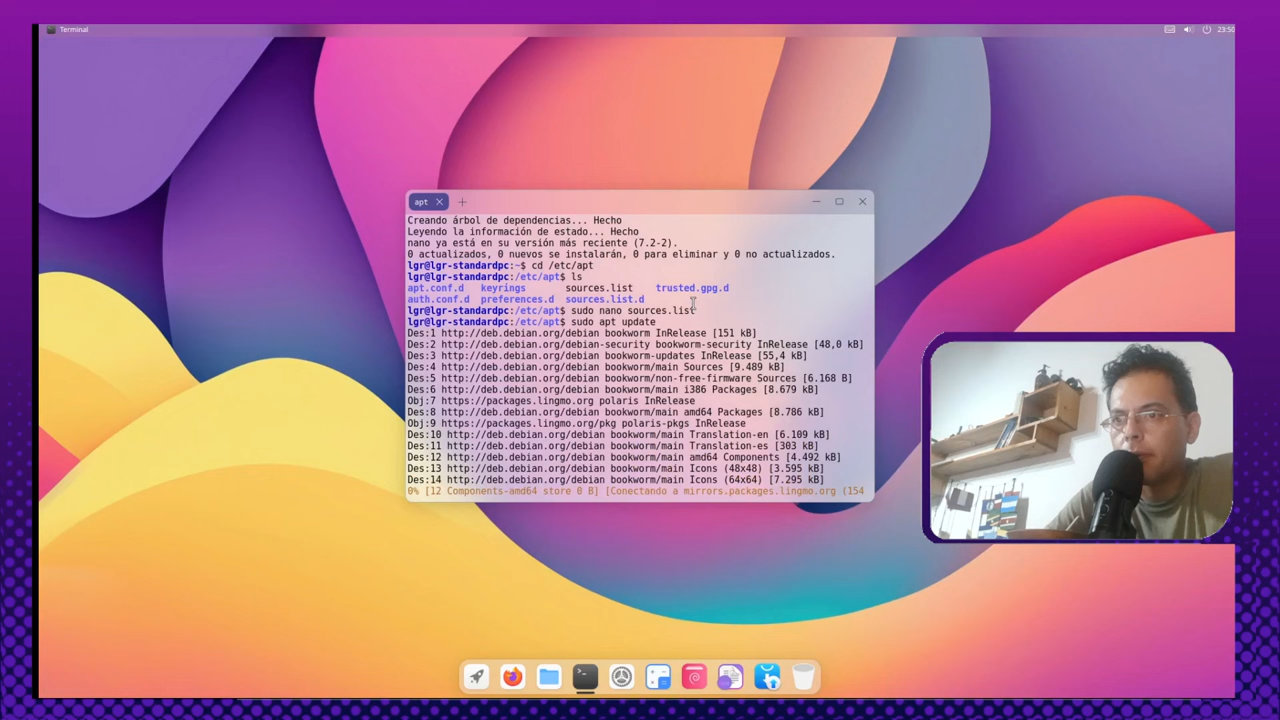 Terminal
23:50
apt
Creando árbol de dependencias... Hecho
Leyendo la información de estado... Hecho
nano ya está en su versión más reciente (7.2-2).
0 actualizados, 0 nuevos se instalarán, 0 para eliminar y 0 no actualizados.
lgr@lgr-standardpc:~$ cd /etc/apt
lgr@lgr-standardpc:/etc/apt$ ls
apt.conf.d keyrings sources.list trusted.gpg.d
auth.conf.d preferences.d sources.list.d
lgr@lgr-standardpc:/etc/apt$ sudo nano sources.list
lgr@lgr-standardpc:/etc/apt$ sudo apt update
Des:1 http://deb.debian.org/debian bookworm InRelease [151 kB]
Des:2 http://deb.debian.org/debian-security bookworm-security InRelease [48,0 kB]
Des:3 http://deb.debian.org/debian bookworm-updates InRelease [55,4 kB]
Des:4 http://deb.debian.org/debian bookworm/main Sources [9.489 kB]
Des:5 http://deb.debian.org/debian bookworm/non-free-firmware Sources [6.168 B]
Des:6 http://deb.debian.org/debian bookworm/main i386 Packages [8.679 kB]
Obj:7 https://packages.lingmo.org polaris InRelease
Des:8 http://deb.debian.org/debian bookworm/main amd64 Packages [8.786 kB]
Obj:9 https://packages.lingmo.org/pkg polaris-pkgs InRelease
Des:10 http://deb.debian.org/debian bookworm/main Translation-en [6.109 kB]
Des:11 http://deb.debian.org/debian bookworm/main Translation-es [303 kB]
Des:12 http://deb.debian.org/debian bookworm/main amd64 Components [4.492 kB]
Des:13 http://deb.debian.org/debian bookworm/main Icons (48x48) [3.595 kB]
Des:14 http://deb.debian.org/debian bookworm/main Icons (64x64) [7.295 kB]
0% [12 Components-amd64 store 0 B] [Conectando a mirrors.packages.lingmo.org (154